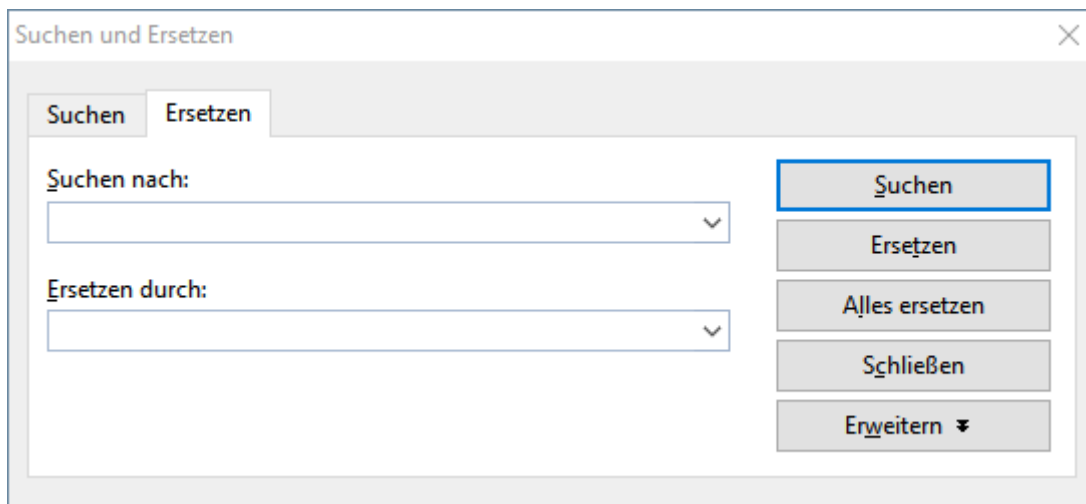 Suchen und Ersetzen
Suchen Ersetzen
Suchen nach:
Ersetzen durch:
Suchen
Ersetzen
Alles ersetzen
Schließen
Erweitern